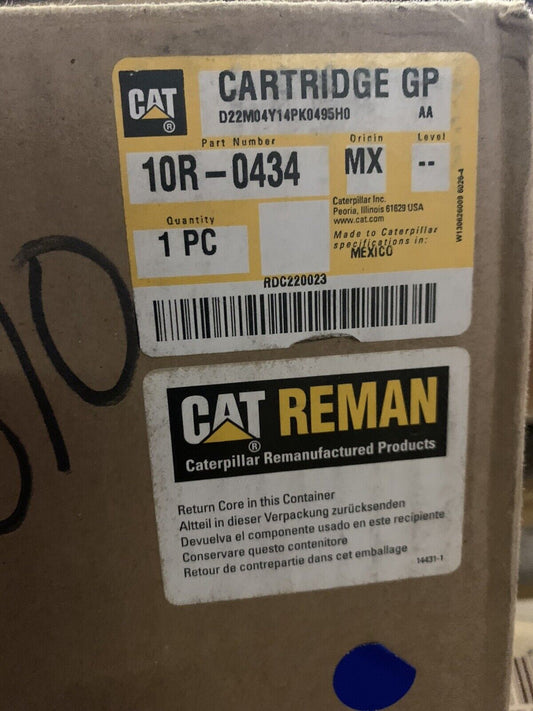 CAT®
CARTRIDGE GP
D22M04Y14PK0495H0 AA
Part Number Origin Level
10R-0434 MX --
Caterpillar Inc.
Peoria, Illinois 61629 USA
www.cat.com
Quantity
1 PC
Made to Caterpillar
specifications in:
MEXICO
RDC220023
W130626009 6026-4
CAT® REMAN
Caterpillar Remanufactured Products
Return Core in this Container
Altteil in dieser Verpackung zurücksenden
Devuelva el componente usado en este recipiente
Conservare questo contenitore
Retour de contrepartie dans cet emballage
14431-1